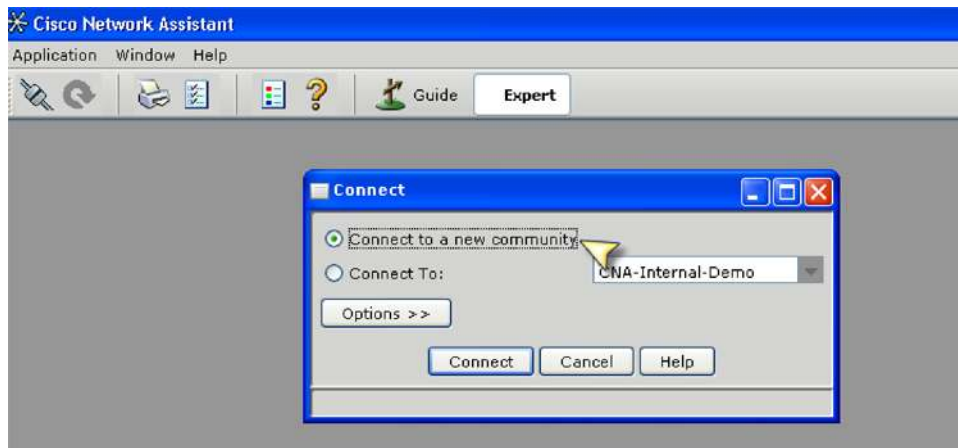 Cisco Network Assistant
Application Window Help
Guide Expert
Connect
Connect to a new community
Connect To: CNA-Internal-Demo
Options >>
Connect Cancel Help